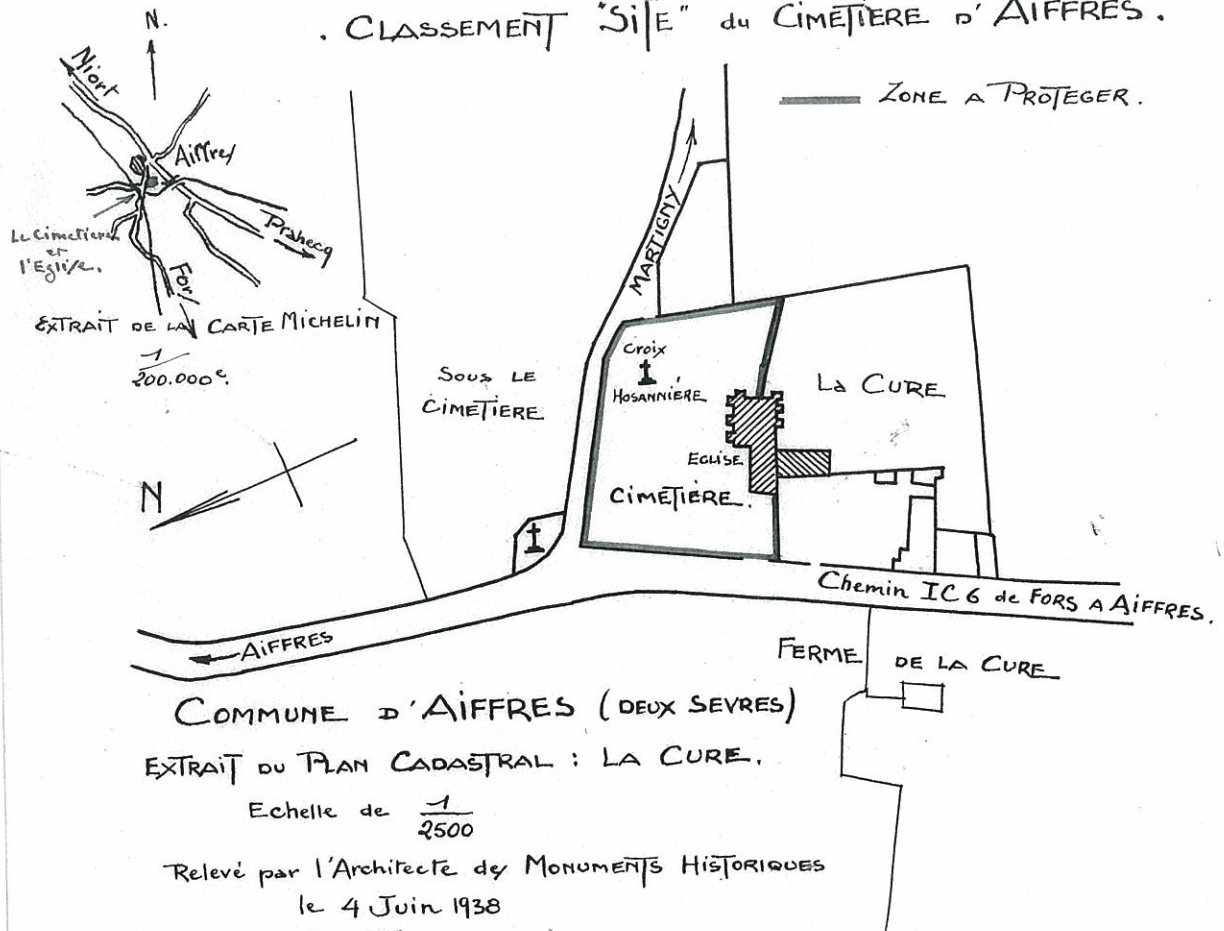 . CLASSEMENT "SITE" du CIMETIERE D'AIFFRES.
N.
Niort
Aiffres
Prahecq
Fors
Le Cimetiere
et
l'Eglise.
EXTRAIT DE LA CARTE MICHELIN
1/200.000e.
ZONE A PROTEGER.
MARTIGNY
Croix
HOSANNIÈRE
SOUS LE
CIMETIERE
LA CURE
EGLISE
CIMETIÈRE.
N
Chemin IC 6 de FORS A AIFFRES.
AIFFRES
FERME DE LA CURE
COMMUNE D'AIFFRES (DEUX SEVRES)
EXTRAIT DU PLAN CADASTRAL : LA CURE.
Echelle de 1/2500
Relevé par l'Architecte des MONUMENTS HISTORIQUES
le 4 Juin 1938